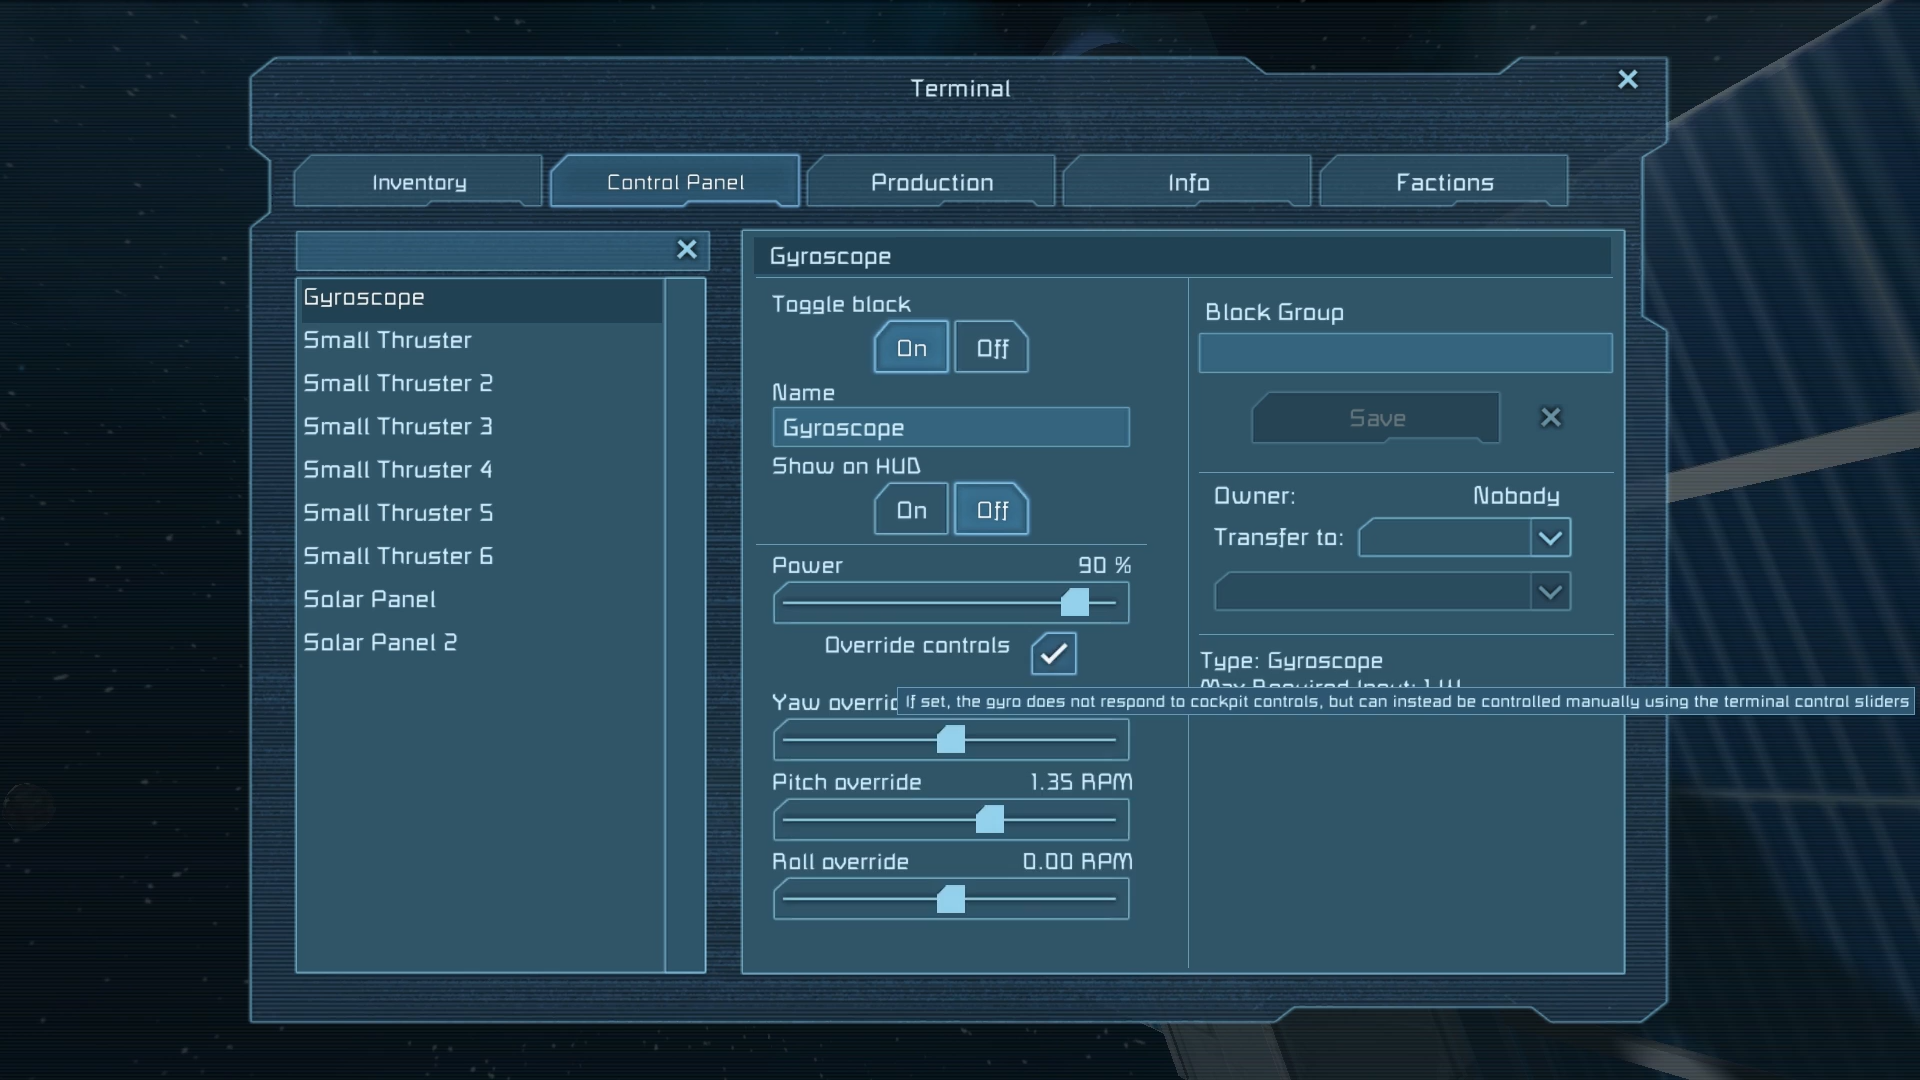 Terminal
Inventory
Control Panel
Production
Info
Factions
Gyroscope
Small Thruster
Small Thruster 2
Small Thruster 3
Small Thruster 4
Small Thruster 5
Small Thruster 6
Solar Panel
Solar Panel 2
Gyroscope
Toggle block
On Off
Name
Gyroscope
Show on HUD
On Off
Power 90 %
Override controls
Yaw
If set, the gyro does not respond to cockpit controls, but can instead be controlled manually using the terminal control sliders
Pitch override 1.35 RPM
Roll override 0.00 RPM
Block Group
Save
Owner: Nobody
Transfer to:
Type: Gyroscope
Max Required Input: